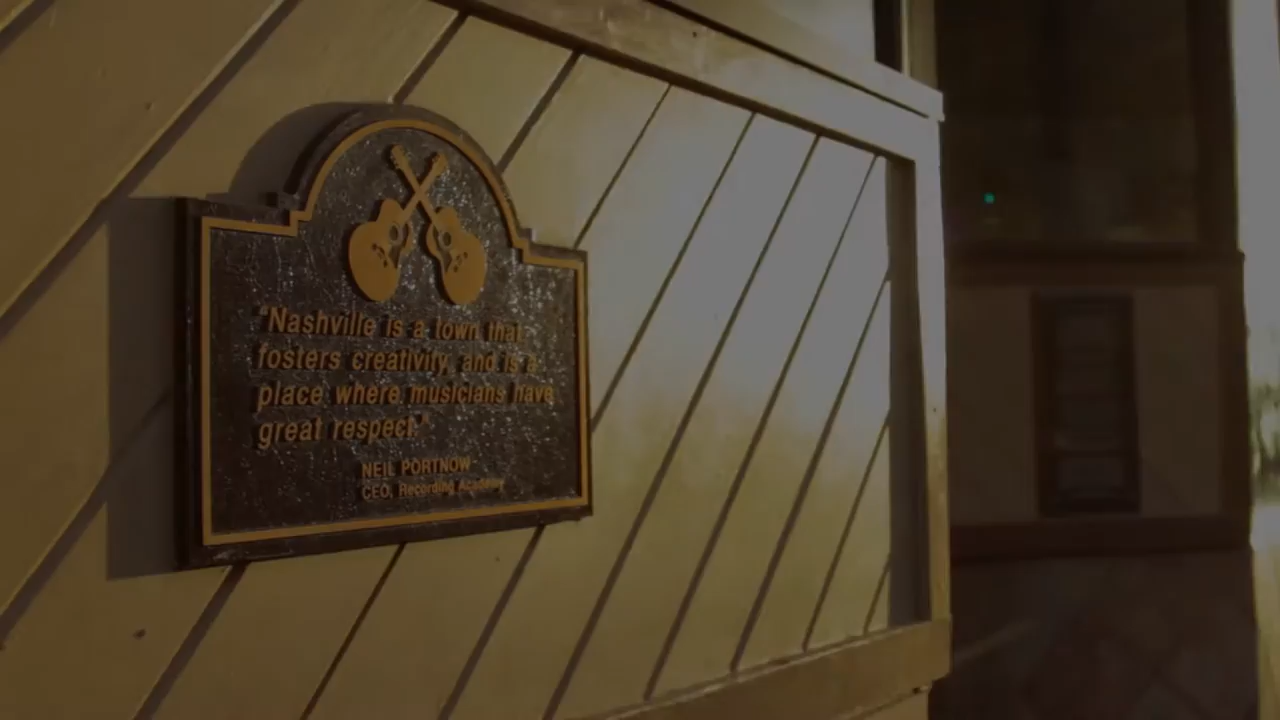 “Nashville is a town that
fosters creativity, and is a
place where musicians have
great respect.”
NEIL PORTNOW
CEO, Recording Academy